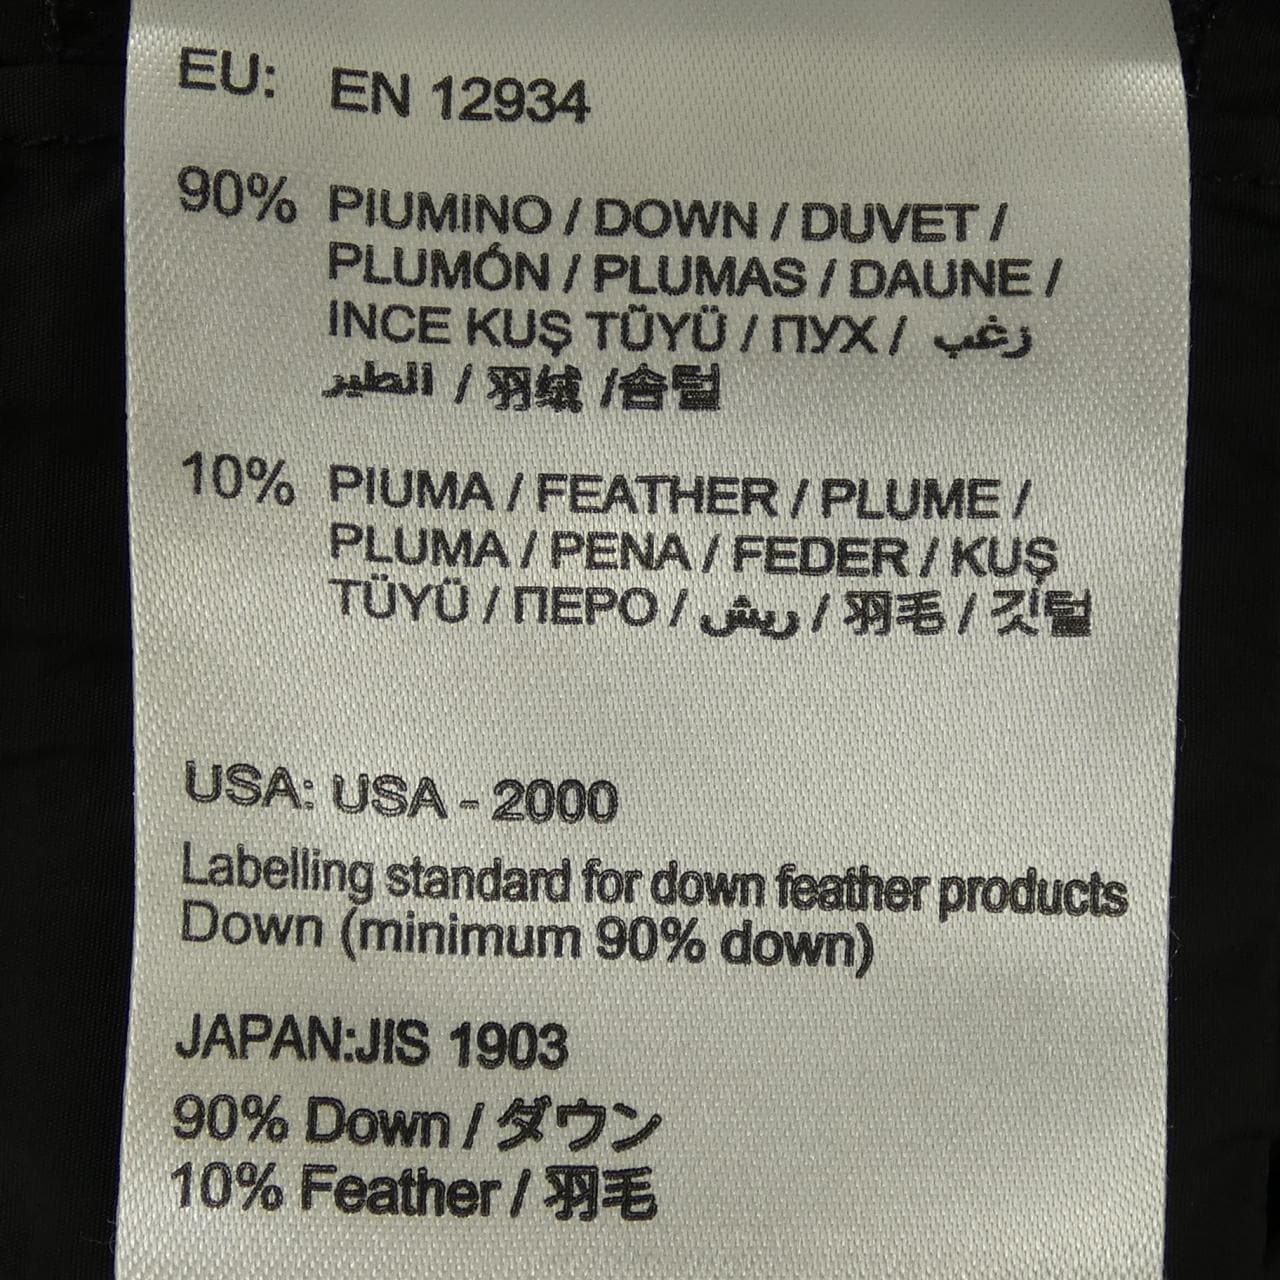 EU: EN 12934
90% PIUMINO / DOWN / DUVET /
PLUMÓN / PLUMAS / DAUNE /
INCE KUŞ TÜYÜ / ПУХ / زغب
الطير / 羽绒 /솜털
10% PIUMA / FEATHER / PLUME /
PLUMA / PENA / FEDER / KUŞ
TÜYÜ / ПЕРО / ريش / 羽毛 / 깃털
USA: USA - 2000
Labelling standard for down feather products
Down (minimum 90% down)
JAPAN:JIS 1903
90% Down / ダウン
10% Feather / 羽毛